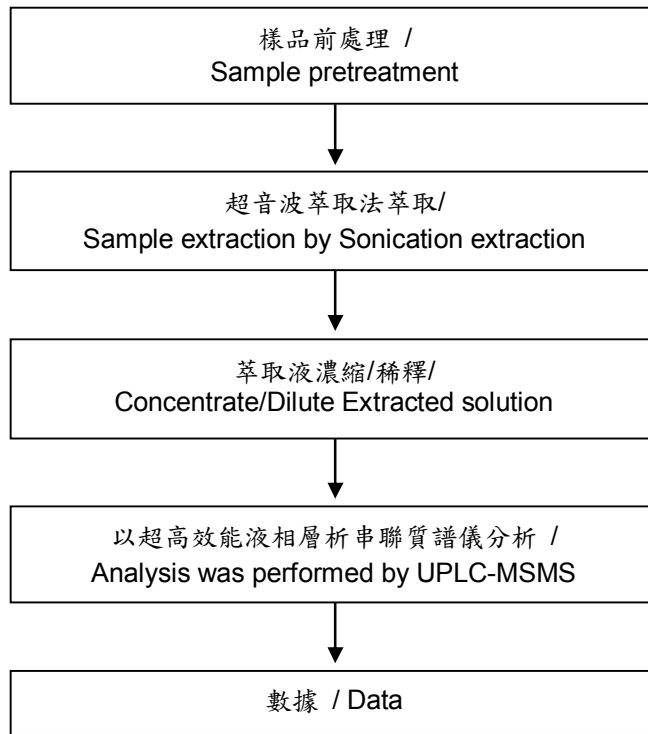 樣品前處理 /
Sample pretreatment
超音波萃取法萃取/
Sample extraction by Sonication extraction
萃取液濃縮/稀釋/
Concentrate/Dilute Extracted solution
以超高效能液相層析串聯質譜儀分析 /
Analysis was performed by UPLC-MSMS
數據 / Data